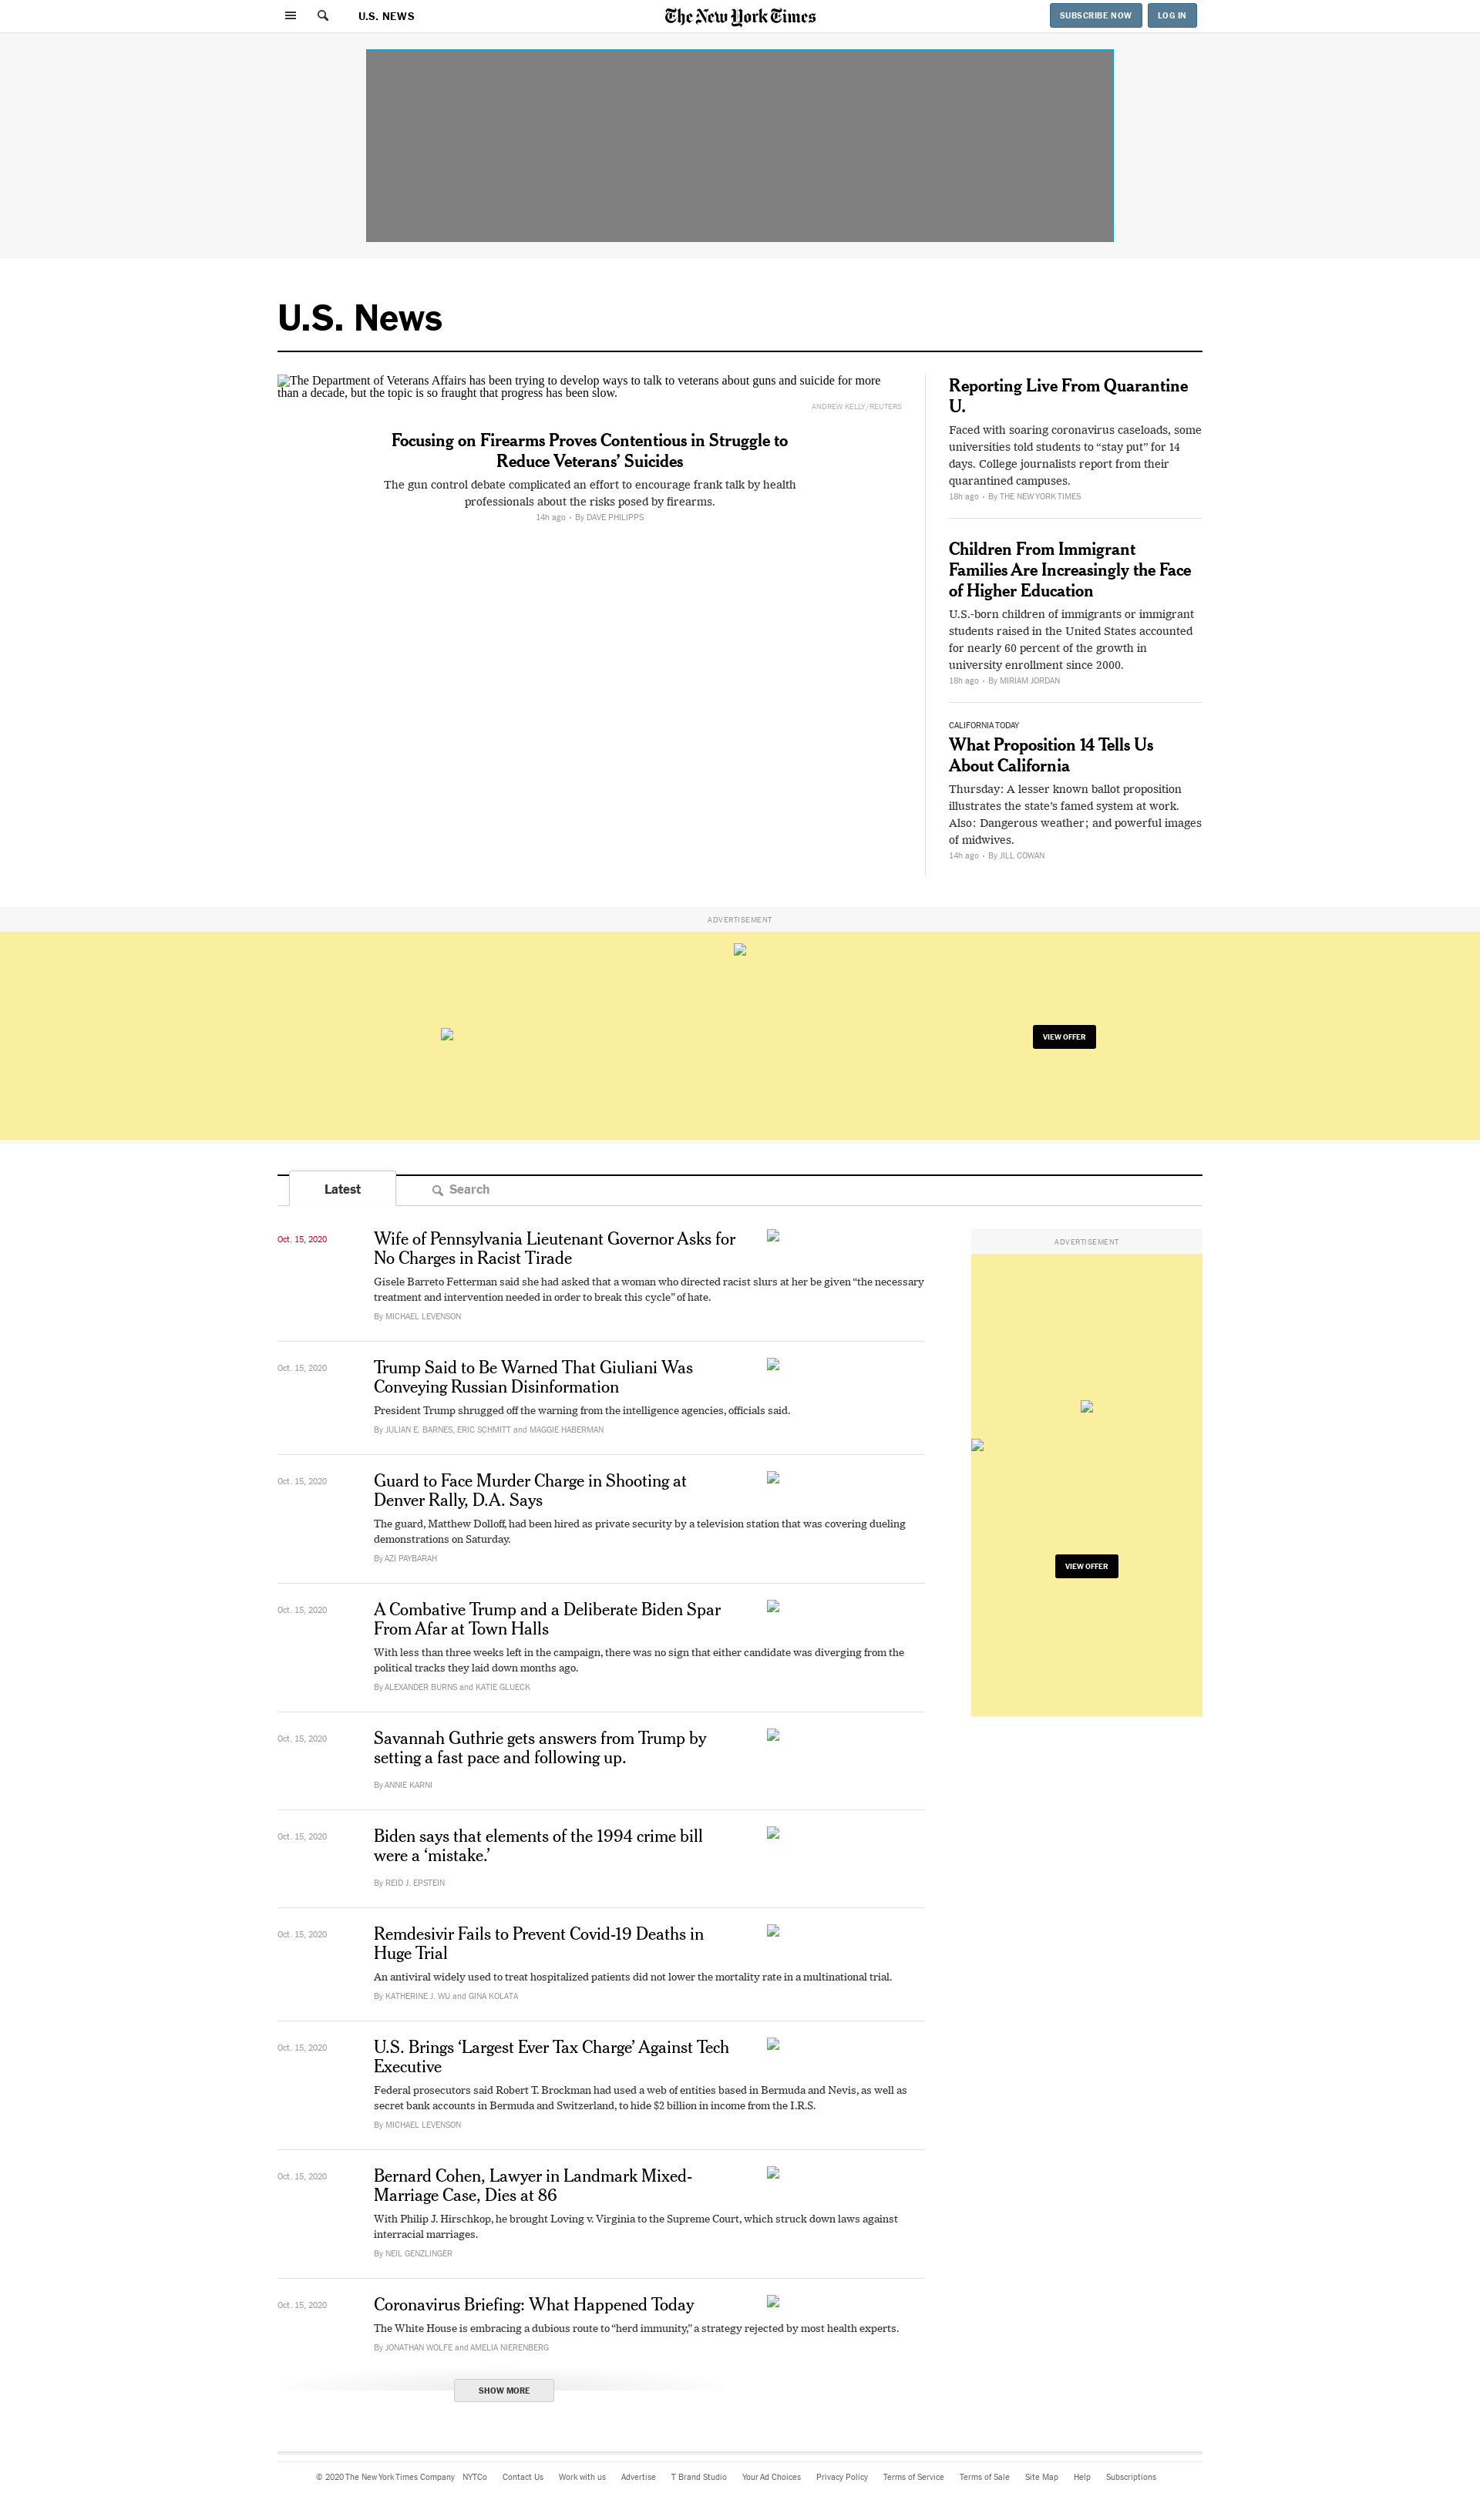 U.S. NEWS
The New York Times
SUBSCRIBE NOW
LOG IN
U.S. News
The Department of Veterans Affairs has been trying to develop ways to talk to veterans about guns and suicide for more
than a decade, but the topic is so fraught that progress has been slow.
ANDREW KELLY/REUTERS
Focusing on Firearms Proves Contentious in Struggle to
Reduce Veterans’ Suicides
The gun control debate complicated an effort to encourage frank talk by health
professionals about the risks posed by firearms.
14h ago • By DAVE PHILIPPS
Reporting Live From Quarantine
U.
Faced with soaring coronavirus caseloads, some
universities told students to “stay put” for 14
days. College journalists report from their
quarantined campuses.
18h ago • By THE NEW YORK TIMES
Children From Immigrant
Families Are Increasingly the Face
of Higher Education
U.S.-born children of immigrants or immigrant
students raised in the United States accounted
for nearly 60 percent of the growth in
university enrollment since 2000.
18h ago • By MIRIAM JORDAN
CALIFORNIA TODAY
What Proposition 14 Tells Us
About California
Thursday: A lesser known ballot proposition
illustrates the state’s famed system at work.
Also: Dangerous weather; and powerful images
of midwives.
14h ago • By JILL COWAN
ADVERTISEMENT
VIEW OFFER
Latest
Search
Oct. 15, 2020
Wife of Pennsylvania Lieutenant Governor Asks for
No Charges in Racist Tirade
Gisele Barreto Fetterman said she had asked that a woman who directed racist slurs at her be given “the necessary
treatment and intervention needed in order to break this cycle” of hate.
By MICHAEL LEVENSON
ADVERTISEMENT
VIEW OFFER
Oct. 15, 2020
Trump Said to Be Warned That Giuliani Was
Conveying Russian Disinformation
President Trump shrugged off the warning from the intelligence agencies, officials said.
By JULIAN E. BARNES, ERIC SCHMITT and MAGGIE HABERMAN
Oct. 15, 2020
Guard to Face Murder Charge in Shooting at
Denver Rally, D.A. Says
The guard, Matthew Dolloff, had been hired as private security by a television station that was covering dueling
demonstrations on Saturday.
By AZI PAYBARAH
Oct. 15, 2020
A Combative Trump and a Deliberate Biden Spar
From Afar at Town Halls
With less than three weeks left in the campaign, there was no sign that either candidate was diverging from the
political tracks they laid down months ago.
By ALEXANDER BURNS and KATIE GLUECK
Oct. 15, 2020
Savannah Guthrie gets answers from Trump by
setting a fast pace and following up.
By ANNIE KARNI
Oct. 15, 2020
Biden says that elements of the 1994 crime bill
were a ‘mistake.’
By REID J. EPSTEIN
Oct. 15, 2020
Remdesivir Fails to Prevent Covid-19 Deaths in
Huge Trial
An antiviral widely used to treat hospitalized patients did not lower the mortality rate in a multinational trial.
By KATHERINE J. WU and GINA KOLATA
Oct. 15, 2020
U.S. Brings ‘Largest Ever Tax Charge’ Against Tech
Executive
Federal prosecutors said Robert T. Brockman had used a web of entities based in Bermuda and Nevis, as well as
secret bank accounts in Bermuda and Switzerland, to hide $2 billion in income from the I.R.S.
By MICHAEL LEVENSON
Oct. 15, 2020
Bernard Cohen, Lawyer in Landmark Mixed-
Marriage Case, Dies at 86
With Philip J. Hirschkop, he brought Loving v. Virginia to the Supreme Court, which struck down laws against
interracial marriages.
By NEIL GENZLINGER
Oct. 15, 2020
Coronavirus Briefing: What Happened Today
The White House is embracing a dubious route to “herd immunity,” a strategy rejected by most health experts.
By JONATHAN WOLFE and AMELIA NIERENBERG
SHOW MORE
© 2020 The New York Times Company NYTCo Contact Us Work with us Advertise T Brand Studio Your Ad Choices Privacy Policy Terms of Service Terms of Sale Site Map Help Subscriptions